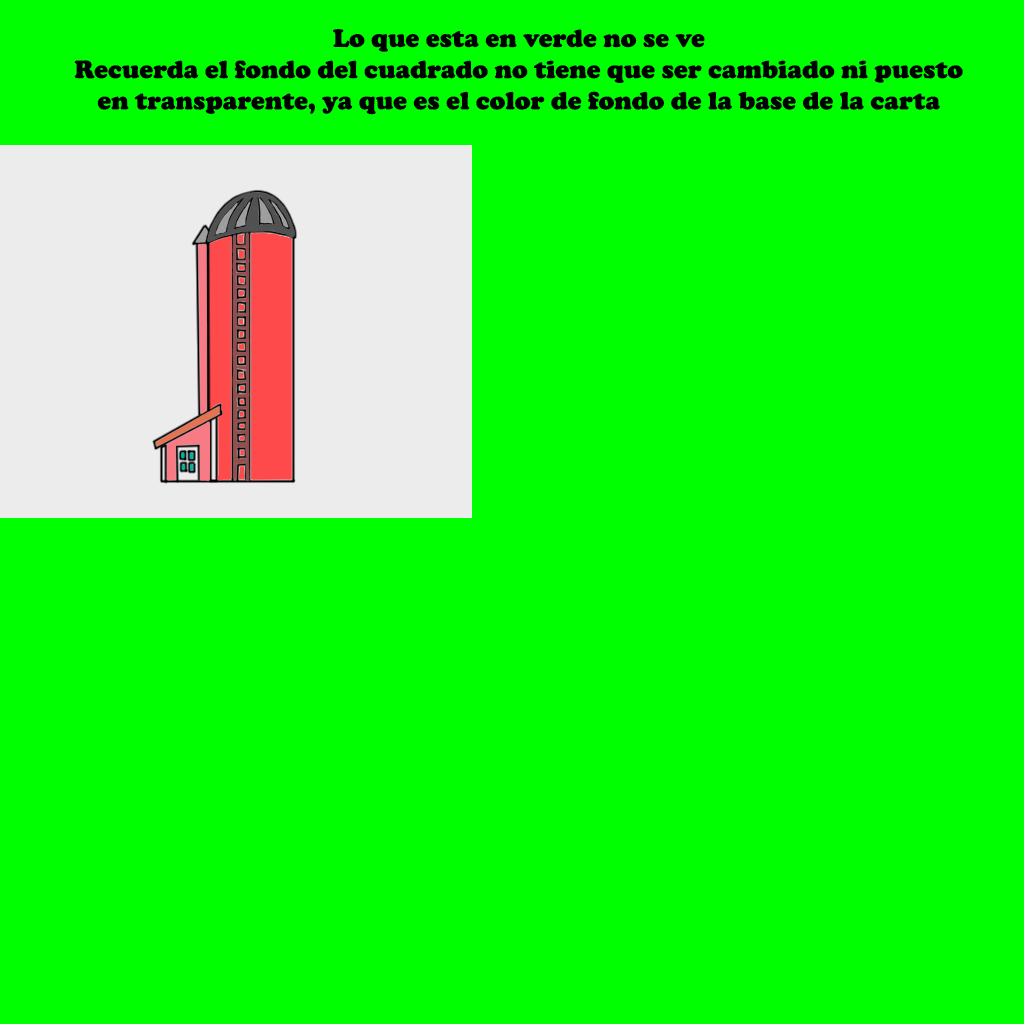 Lo que esta en verde no se ve
Recuerda el fondo del cuadrado no tiene que ser cambiado ni puesto
en transparente, ya que es el color de fondo de la base de la carta